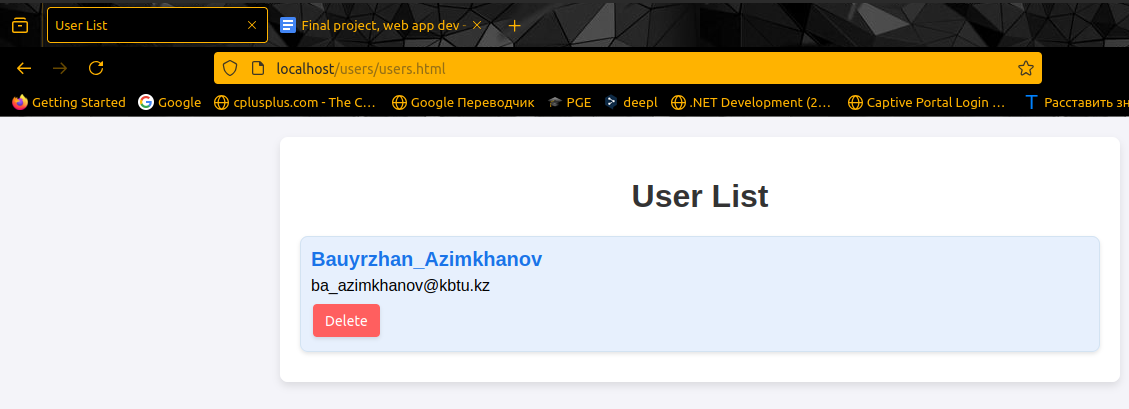 User List
Final project, web app dev -
localhost/users/users.html
Getting Started
Google
cplusplus.com - The C…
Google Переводчик
PGE
deepl
.NET Development (2…
Captive Portal Login …
T Расставить зн
User List
Bauyrzhan_Azimkhanov
ba_azimkhanov@kbtu.kz
Delete